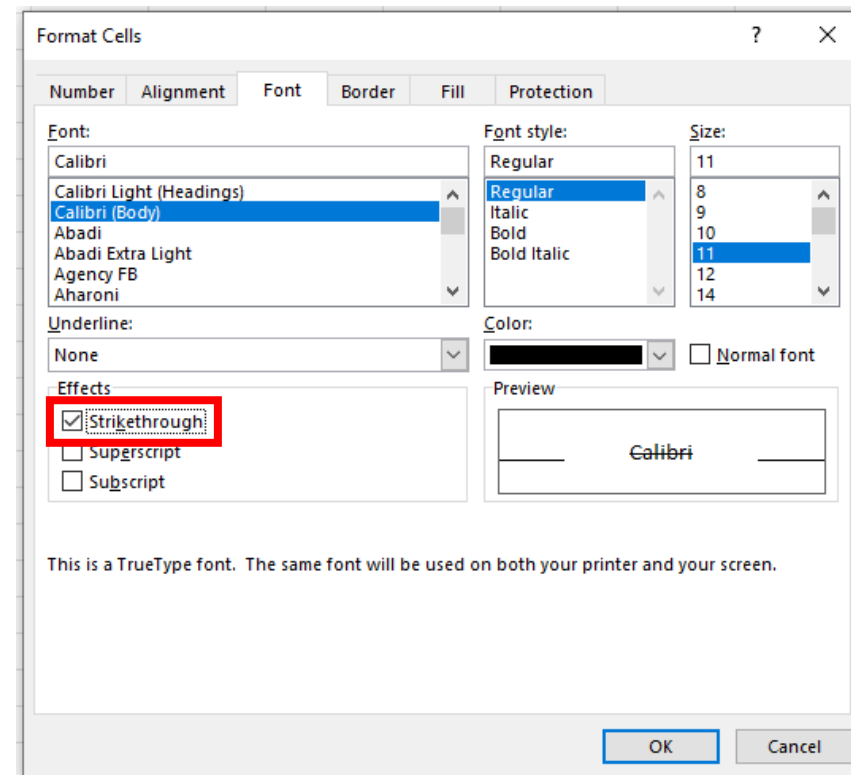 Format Cells ?
Number Alignment Font Border Fill Protection
Font: Font style: Size:
Calibri Regular 11
Calibri Light (Headings) Regular 8
Calibri (Body) Italic 9
Abadi Bold 10
Abadi Extra Light Bold Italic 11
Agency FB 12
Aharoni 14
Underline: Color:
None Normal font
Effects Preview
Strikethrough
Calibri
Superscript
Subscript
This is a TrueType font. The same font will be used on both your printer and your screen.
OK Cancel